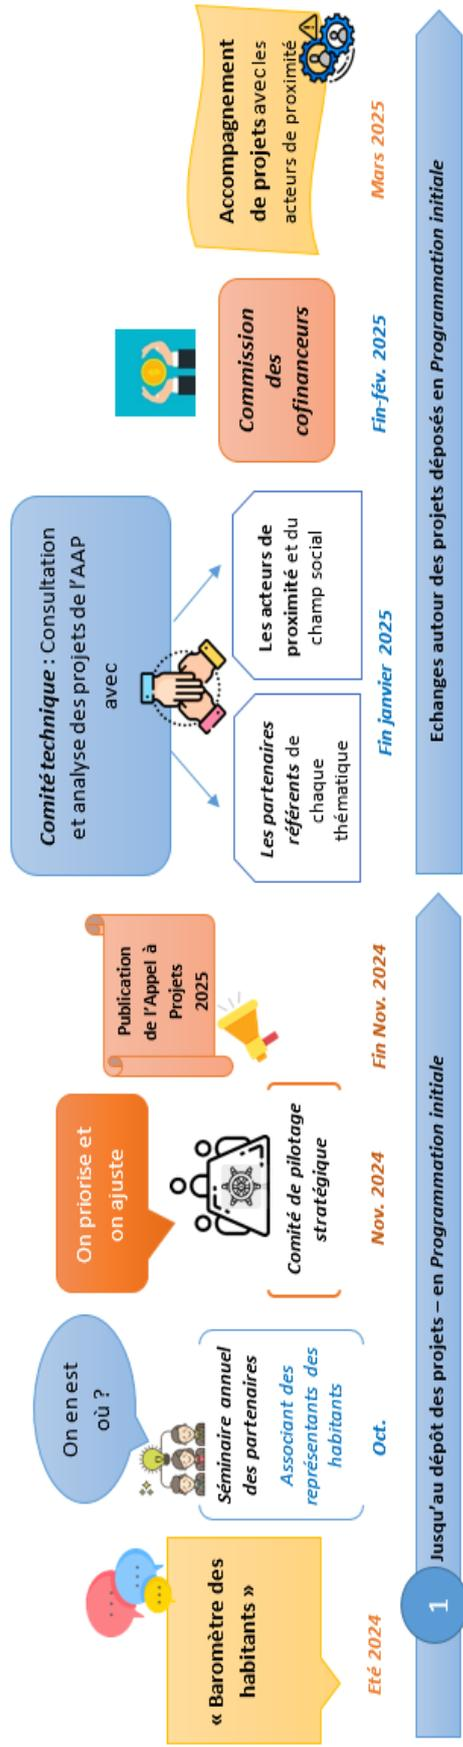 « Baromètre des
habitants »
Eté 2024
On en est
où ?
Séminaire annuel
des partenaires
Associant des
représentants des
habitants
Oct.
On priorise et
on ajuste
Comité de pilotage
stratégique
Nov. 2024
Publication
de l’Appel à
Projets
2025
Fin Nov. 2024
Comité technique : Consultation
et analyse des projets de l’AAP
avec
Les partenaires
référents de
chaque
thématique
Les acteurs de
proximité et du
champ social
Fin janvier 2025
Commission
des
cofinanceurs
Fin-fév. 2025
Accompagnement
de projets avec les
acteurs de proximité
Mars 2025
1
Jusqu’au dépôt des projets – en Programmation initiale
Echanges autour des projets déposés en Programmation initiale